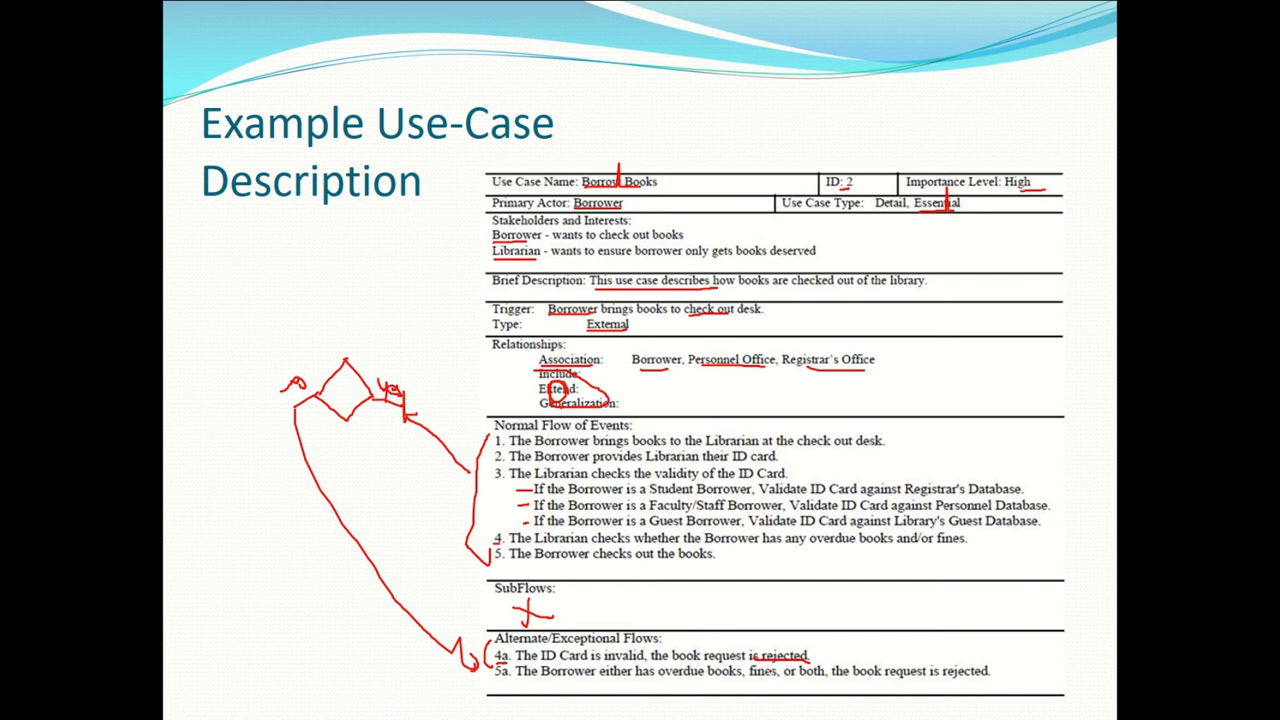 Example Use-Case
Description
Use Case Name: Borrow Books ID: 2 Importance Level: High
Primary Actor: Borrower Use Case Type: Detail, Essential
Stakeholders and Interests:
Borrower - wants to check out books
Librarian - wants to ensure borrower only gets books deserved
Brief Description: This use case describes how books are checked out of the library.
Trigger: Borrower brings books to check out desk.
Type: External
Relationships:
Association: Borrower, Personnel Office, Registrar's Office
Include:
Extend:
Generalization:
Normal Flow of Events:
1. The Borrower brings books to the Librarian at the check out desk.
2. The Borrower provides Librarian their ID card.
3. The Librarian checks the validity of the ID Card.
If the Borrower is a Student Borrower, Validate ID Card against Registrar's Database.
If the Borrower is a Faculty/Staff Borrower, Validate ID Card against Personnel Database.
If the Borrower is a Guest Borrower, Validate ID Card against Library's Guest Database.
4. The Librarian checks whether the Borrower has any overdue books and/or fines.
5. The Borrower checks out the books.
SubFlows:
Alternate/Exceptional Flows:
4a. The ID Card is invalid, the book request is rejected.
5a. The Borrower either has overdue books, fines, or both, the book request is rejected.